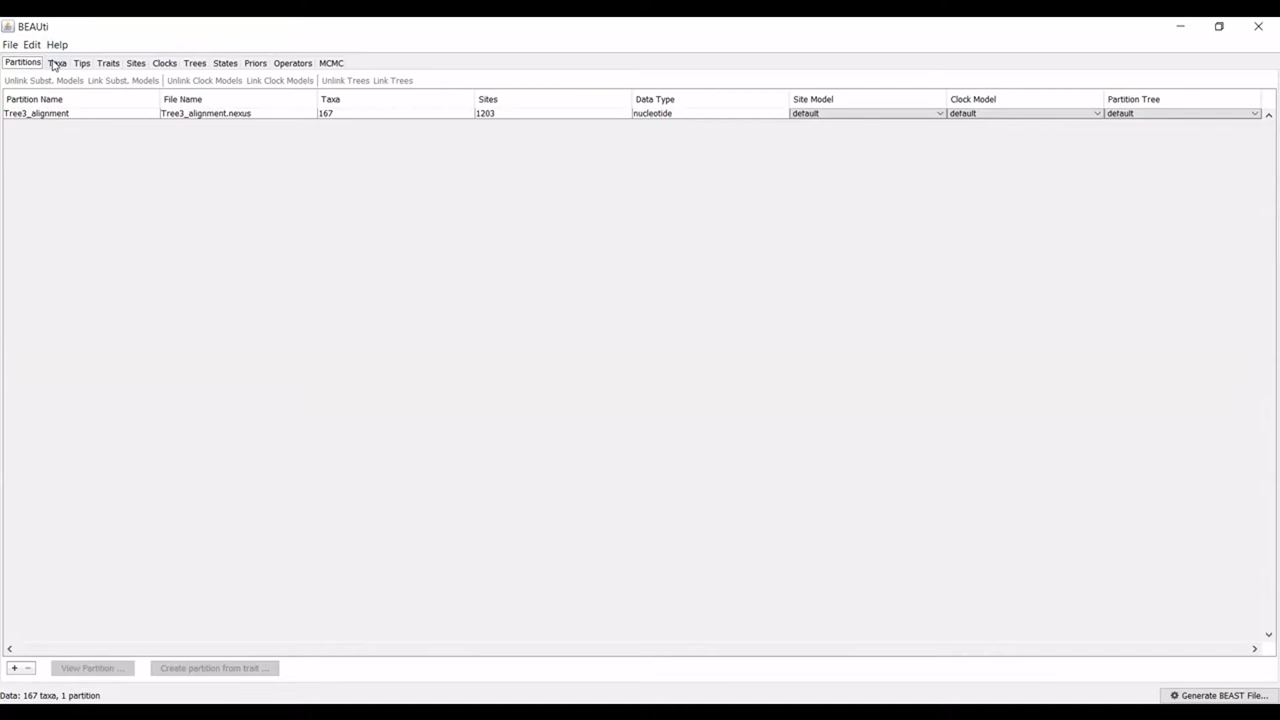 BEAUti
File Edit Help
Partitions Taxa Tips Traits Sites Clocks Trees States Priors Operators MCMC
Unlink Subst. Models Link Subst. Models Unlink Clock Models Link Clock Models Unlink Trees Link Trees
Partition Name File Name Taxa Sites Data Type Site Model Clock Model Partition Tree
Tree3_alignment Tree3_alignment.nexus 167 1203 nucleotide default default default
+ - View Partition ... Create partition from trait ...
Data: 167 taxa, 1 partition Generate BEAST File...